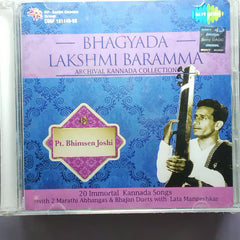 BHAGYADA
LAKSHMI BARAMMA
ARCHIVAL KANNADA COLLECTION
Pt. Bhimsen Joshi
20 Immortal Kannada Songs
with 2 Marathi Abhangas & Bhajan Duets with Lata Mangeshkar